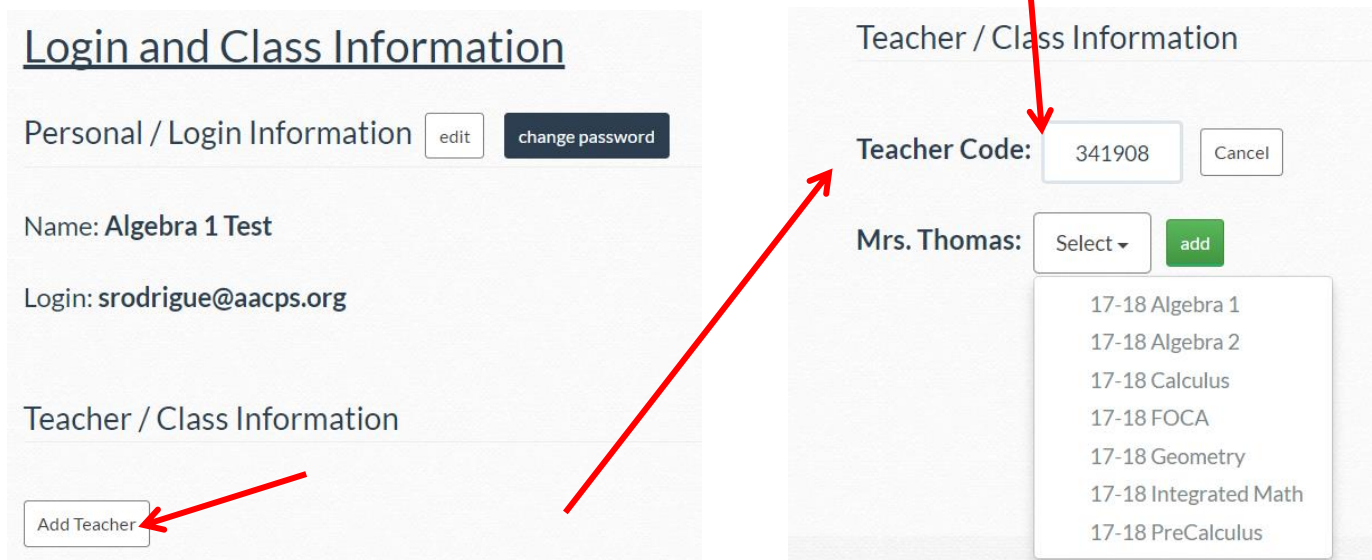 Login and Class Information
Personal / Login Information edit change password
Name: Algebra 1 Test
Login: srodrigue@aacps.org
Teacher / Class Information
Add Teacher
Teacher / Class Information
Teacher Code: 341908 Cancel
Mrs. Thomas: Select add
17-18 Algebra 1
17-18 Algebra 2
17-18 Calculus
17-18 FOCA
17-18 Geometry
17-18 Integrated Math
17-18 PreCalculus